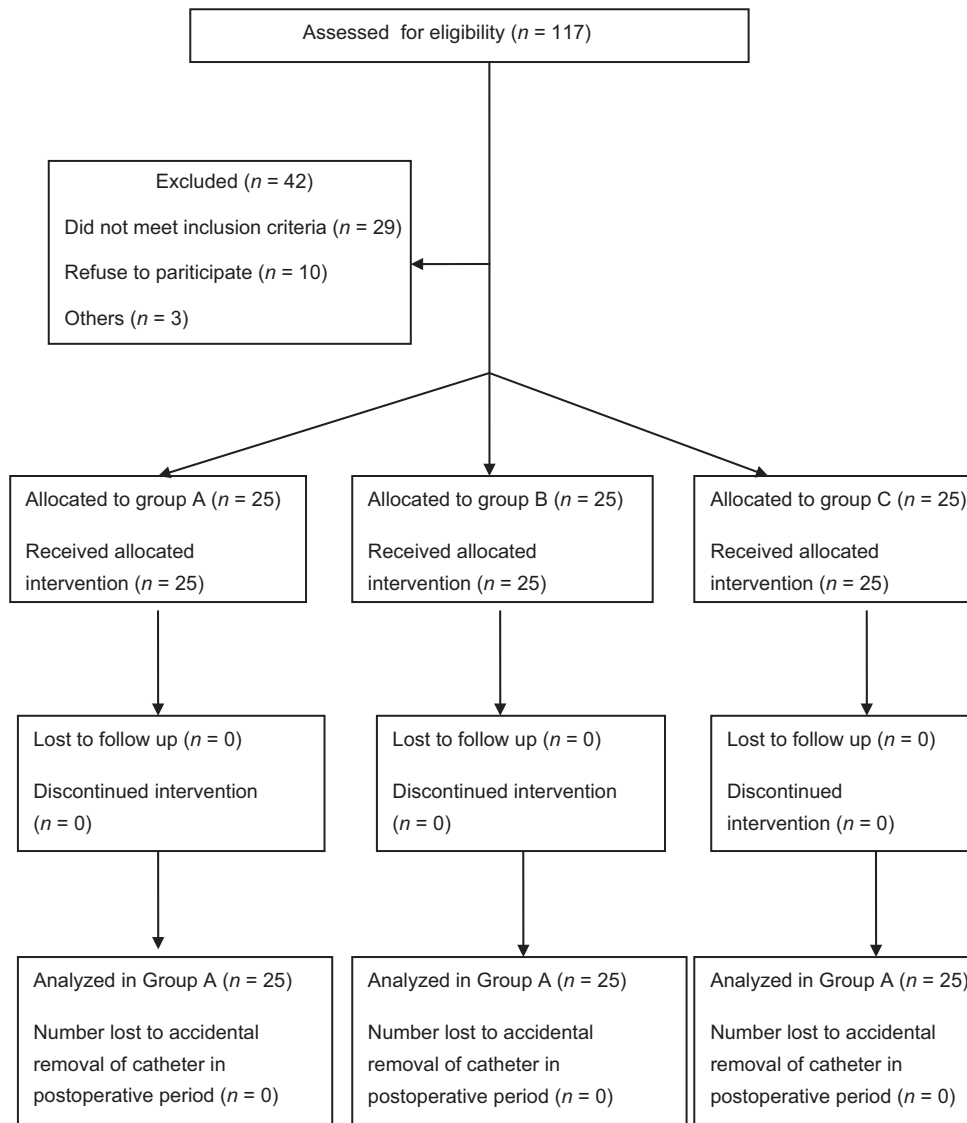 Assessed for eligibility (n = 117)
Excluded (n = 42)
Did not meet inclusion criteria (n = 29)
Refuse to pariticipate (n = 10)
Others (n = 3)
Allocated to group A (n = 25)
Received allocated
intervention (n = 25)
Allocated to group B (n = 25)
Received allocated
intervention (n = 25)
Allocated to group C (n = 25)
Received allocated
intervention (n = 25)
Lost to follow up (n = 0)
Discontinued intervention
(n = 0)
Lost to follow up (n = 0)
Discontinued intervention
(n = 0)
Lost to follow up (n = 0)
Discontinued
intervention (n = 0)
Analyzed in Group A (n = 25)
Number lost to accidental
removal of catheter in
postoperative period (n = 0)
Analyzed in Group A (n = 25)
Number lost to accidental
removal of catheter in
postoperative period (n = 0)
Analyzed in Group A (n = 25)
Number lost to accidental
removal of catheter in
postoperative period (n = 0)